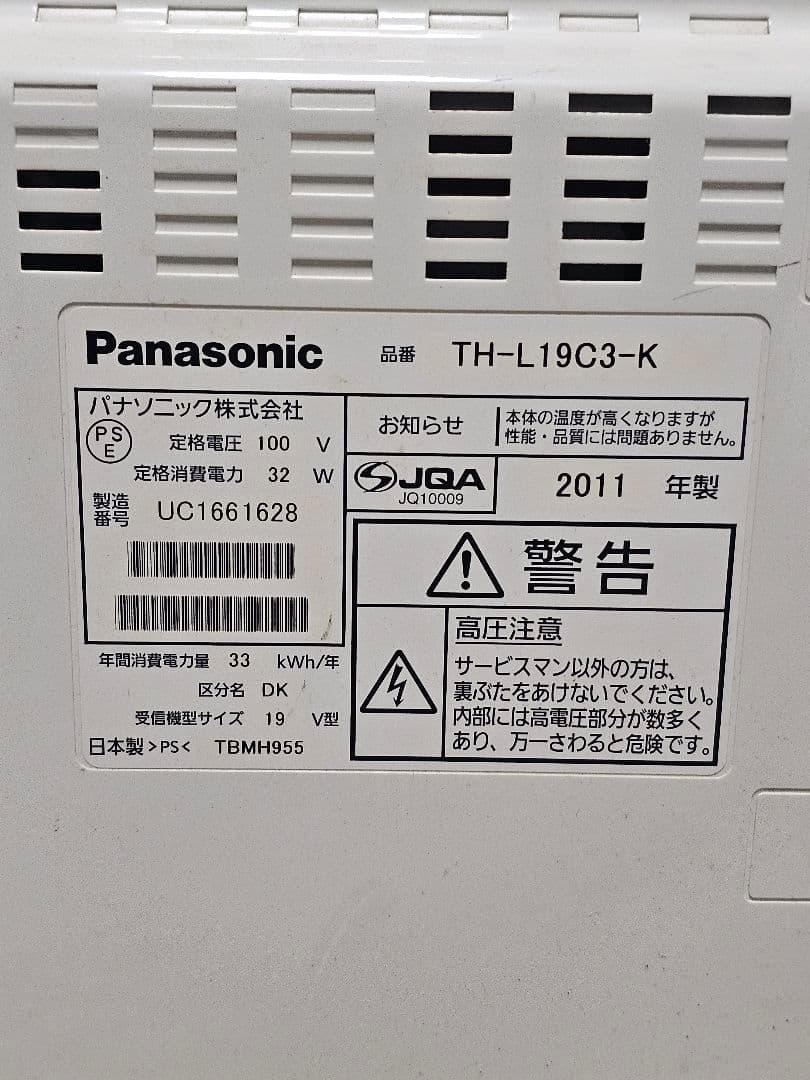 Panasonic 品番 TH-L19C3-K
パナソニック株式会社
PSE 定格電圧 100 V
定格消費電力 32 W
製造番号 UC1661628
お知らせ
本体の温度が高くなりますが
性能・品質には問題ありません。
JQA
JQ10009
2011 年製
警告
高圧注意
サービスマン以外の方は、
裏ぶたをあけないでください。
内部には高電圧部分が数多く
あり、万一さわると危険です。
年間消費電力量 33 kWh/年
区分名 DK
受信機型サイズ 19 V型
日本製 >PS< TBMH955